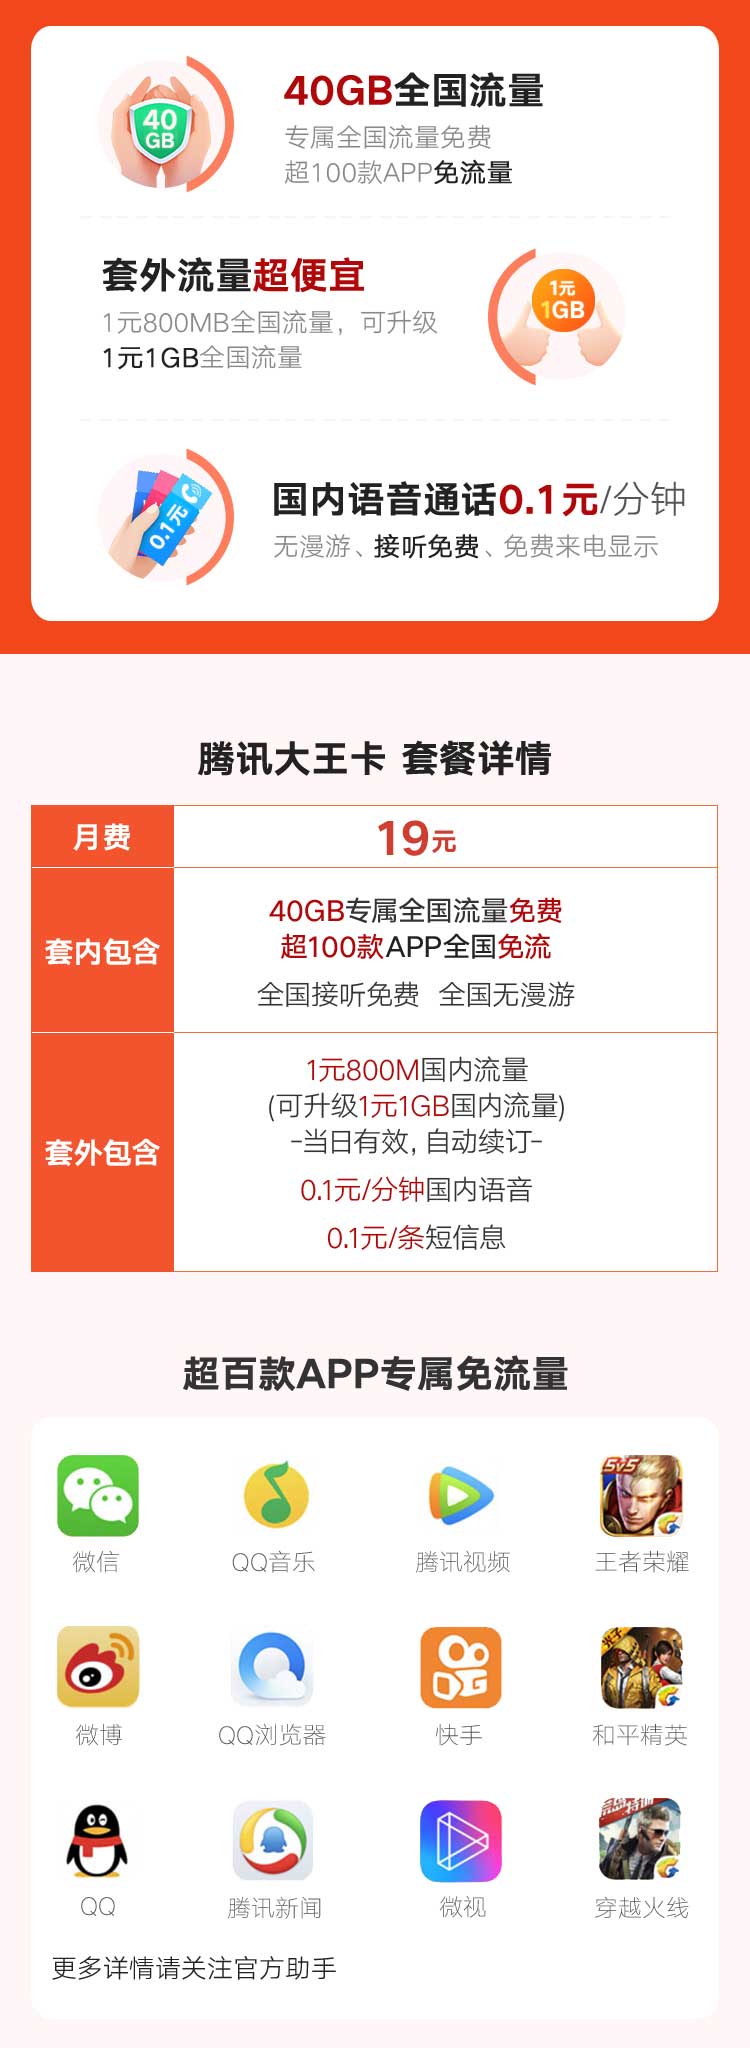 40
GB
40GB全国流量
专属全国流量免费
超100款APP免流量
套外流量超便宜
1元800MB全国流量，可升级
1元1GB全国流量
1元
1GB
0.1元
国内语音通话0.1元/分钟
无漫游、接听免费、免费来电显示
腾讯大王卡 套餐详情
月费
19元
套内包含
40GB专属全国流量免费
超100款APP全国免流
全国接听免费 全国无漫游
套外包含
1元800M国内流量
(可升级1元1GB国内流量)
-当日有效, 自动续订-
0.1元/分钟国内语音
0.1元/条短信息
超百款APP专属免流量
5v5
微信
QQ音乐
腾讯视频
王者荣耀
微博
QQ浏览器
快手
和平精英
QQ
腾讯新闻
微视
穿越火线
更多详情请关注官方助手